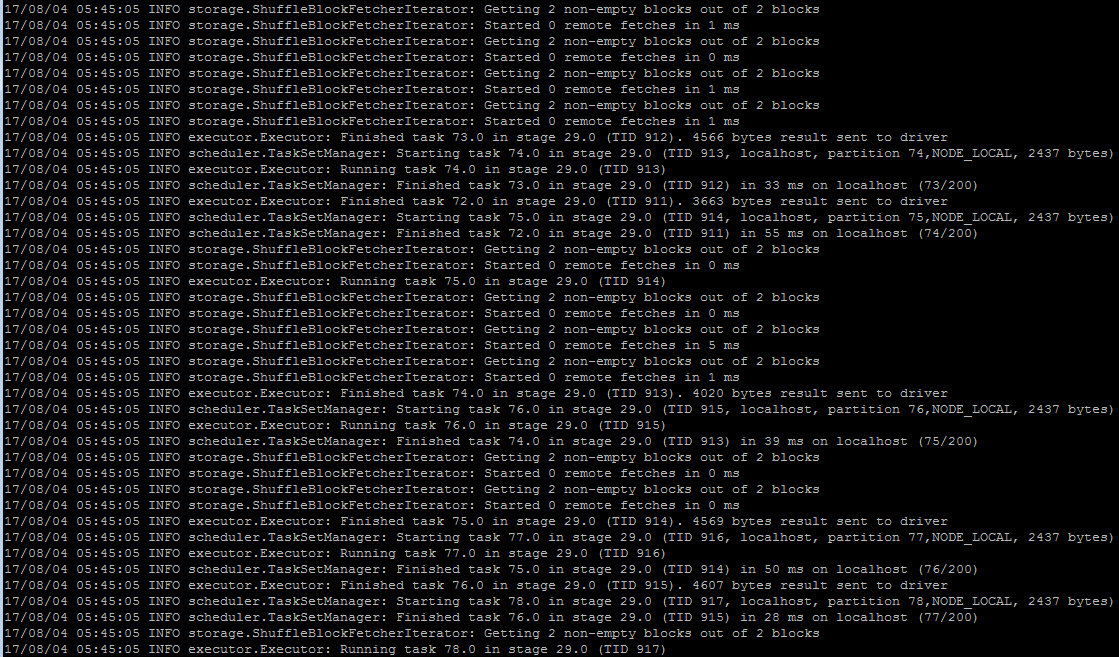 17/08/04 05:45:05 INFO storage.ShuffleBlockFetcherIterator: Getting 2 non-empty blocks out of 2 blocks
17/08/04 05:45:05 INFO storage.ShuffleBlockFetcherIterator: Started 0 remote fetches in 1 ms
17/08/04 05:45:05 INFO storage.ShuffleBlockFetcherIterator: Getting 2 non-empty blocks out of 2 blocks
17/08/04 05:45:05 INFO storage.ShuffleBlockFetcherIterator: Started 0 remote fetches in 0 ms
17/08/04 05:45:05 INFO storage.ShuffleBlockFetcherIterator: Getting 2 non-empty blocks out of 2 blocks
17/08/04 05:45:05 INFO storage.ShuffleBlockFetcherIterator: Started 0 remote fetches in 1 ms
17/08/04 05:45:05 INFO storage.ShuffleBlockFetcherIterator: Getting 2 non-empty blocks out of 2 blocks
17/08/04 05:45:05 INFO storage.ShuffleBlockFetcherIterator: Started 0 remote fetches in 1 ms
17/08/04 05:45:05 INFO executor.Executor: Finished task 73.0 in stage 29.0 (TID 912). 4566 bytes result sent to driver
17/08/04 05:45:05 INFO scheduler.TaskSetManager: Starting task 74.0 in stage 29.0 (TID 913, localhost, partition 74,NODE_LOCAL, 2437 bytes)
17/08/04 05:45:05 INFO executor.Executor: Running task 74.0 in stage 29.0 (TID 913)
17/08/04 05:45:05 INFO scheduler.TaskSetManager: Finished task 73.0 in stage 29.0 (TID 912) in 33 ms on localhost (73/200)
17/08/04 05:45:05 INFO executor.Executor: Finished task 72.0 in stage 29.0 (TID 911). 3663 bytes result sent to driver
17/08/04 05:45:05 INFO scheduler.TaskSetManager: Starting task 75.0 in stage 29.0 (TID 914, localhost, partition 75,NODE_LOCAL, 2437 bytes)
17/08/04 05:45:05 INFO scheduler.TaskSetManager: Finished task 72.0 in stage 29.0 (TID 911) in 55 ms on localhost (74/200)
17/08/04 05:45:05 INFO storage.ShuffleBlockFetcherIterator: Getting 2 non-empty blocks out of 2 blocks
17/08/04 05:45:05 INFO storage.ShuffleBlockFetcherIterator: Started 0 remote fetches in 0 ms
17/08/04 05:45:05 INFO executor.Executor: Running task 75.0 in stage 29.0 (TID 914)
17/08/04 05:45:05 INFO storage.ShuffleBlockFetcherIterator: Getting 2 non-empty blocks out of 2 blocks
17/08/04 05:45:05 INFO storage.ShuffleBlockFetcherIterator: Started 0 remote fetches in 0 ms
17/08/04 05:45:05 INFO storage.ShuffleBlockFetcherIterator: Getting 2 non-empty blocks out of 2 blocks
17/08/04 05:45:05 INFO storage.ShuffleBlockFetcherIterator: Started 0 remote fetches in 5 ms
17/08/04 05:45:05 INFO storage.ShuffleBlockFetcherIterator: Getting 2 non-empty blocks out of 2 blocks
17/08/04 05:45:05 INFO storage.ShuffleBlockFetcherIterator: Started 0 remote fetches in 1 ms
17/08/04 05:45:05 INFO executor.Executor: Finished task 74.0 in stage 29.0 (TID 913). 4020 bytes result sent to driver
17/08/04 05:45:05 INFO scheduler.TaskSetManager: Starting task 76.0 in stage 29.0 (TID 915, localhost, partition 76,NODE_LOCAL, 2437 bytes)
17/08/04 05:45:05 INFO executor.Executor: Running task 76.0 in stage 29.0 (TID 915)
17/08/04 05:45:05 INFO scheduler.TaskSetManager: Finished task 74.0 in stage 29.0 (TID 913) in 39 ms on localhost (75/200)
17/08/04 05:45:05 INFO storage.ShuffleBlockFetcherIterator: Getting 2 non-empty blocks out of 2 blocks
17/08/04 05:45:05 INFO storage.ShuffleBlockFetcherIterator: Started 0 remote fetches in 0 ms
17/08/04 05:45:05 INFO storage.ShuffleBlockFetcherIterator: Getting 2 non-empty blocks out of 2 blocks
17/08/04 05:45:05 INFO storage.ShuffleBlockFetcherIterator: Started 0 remote fetches in 0 ms
17/08/04 05:45:05 INFO executor.Executor: Finished task 75.0 in stage 29.0 (TID 914). 4569 bytes result sent to driver
17/08/04 05:45:05 INFO scheduler.TaskSetManager: Starting task 77.0 in stage 29.0 (TID 916, localhost, partition 77,NODE_LOCAL, 2437 bytes)
17/08/04 05:45:05 INFO executor.Executor: Running task 77.0 in stage 29.0 (TID 916)
17/08/04 05:45:05 INFO scheduler.TaskSetManager: Finished task 75.0 in stage 29.0 (TID 914) in 50 ms on localhost (76/200)
17/08/04 05:45:05 INFO executor.Executor: Finished task 76.0 in stage 29.0 (TID 915). 4607 bytes result sent to driver
17/08/04 05:45:05 INFO scheduler.TaskSetManager: Starting task 78.0 in stage 29.0 (TID 917, localhost, partition 78,NODE_LOCAL, 2437 bytes)
17/08/04 05:45:05 INFO scheduler.TaskSetManager: Finished task 76.0 in stage 29.0 (TID 915) in 28 ms on localhost (77/200)
17/08/04 05:45:05 INFO storage.ShuffleBlockFetcherIterator: Getting 2 non-empty blocks out of 2 blocks
17/08/04 05:45:05 INFO executor.Executor: Running task 78.0 in stage 29.0 (TID 917)